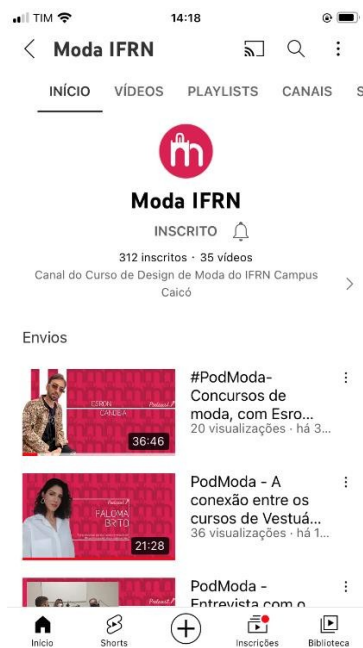 TIM 14:18
Moda IFRN
INÍCIO VÍDEOS PLAYLISTS CANAIS S
m
Moda IFRN
INSCRITO
312 inscritos · 35 vídeos
Canal do Curso de Design de Moda do IFRN Campus
Caicó
Envios
#PodModa-
Concursos de
moda, com Esro...
20 visualizações · há 3...
Podcast
36:46
PodModa - A
conexão entre os
cursos de Vestuá...
36 visualizações · há 1...
Podcast
PALOMA
BRITO
21:28
PodModa -
Entrevista com o
Podcast
Início Shorts Inscrições Biblioteca